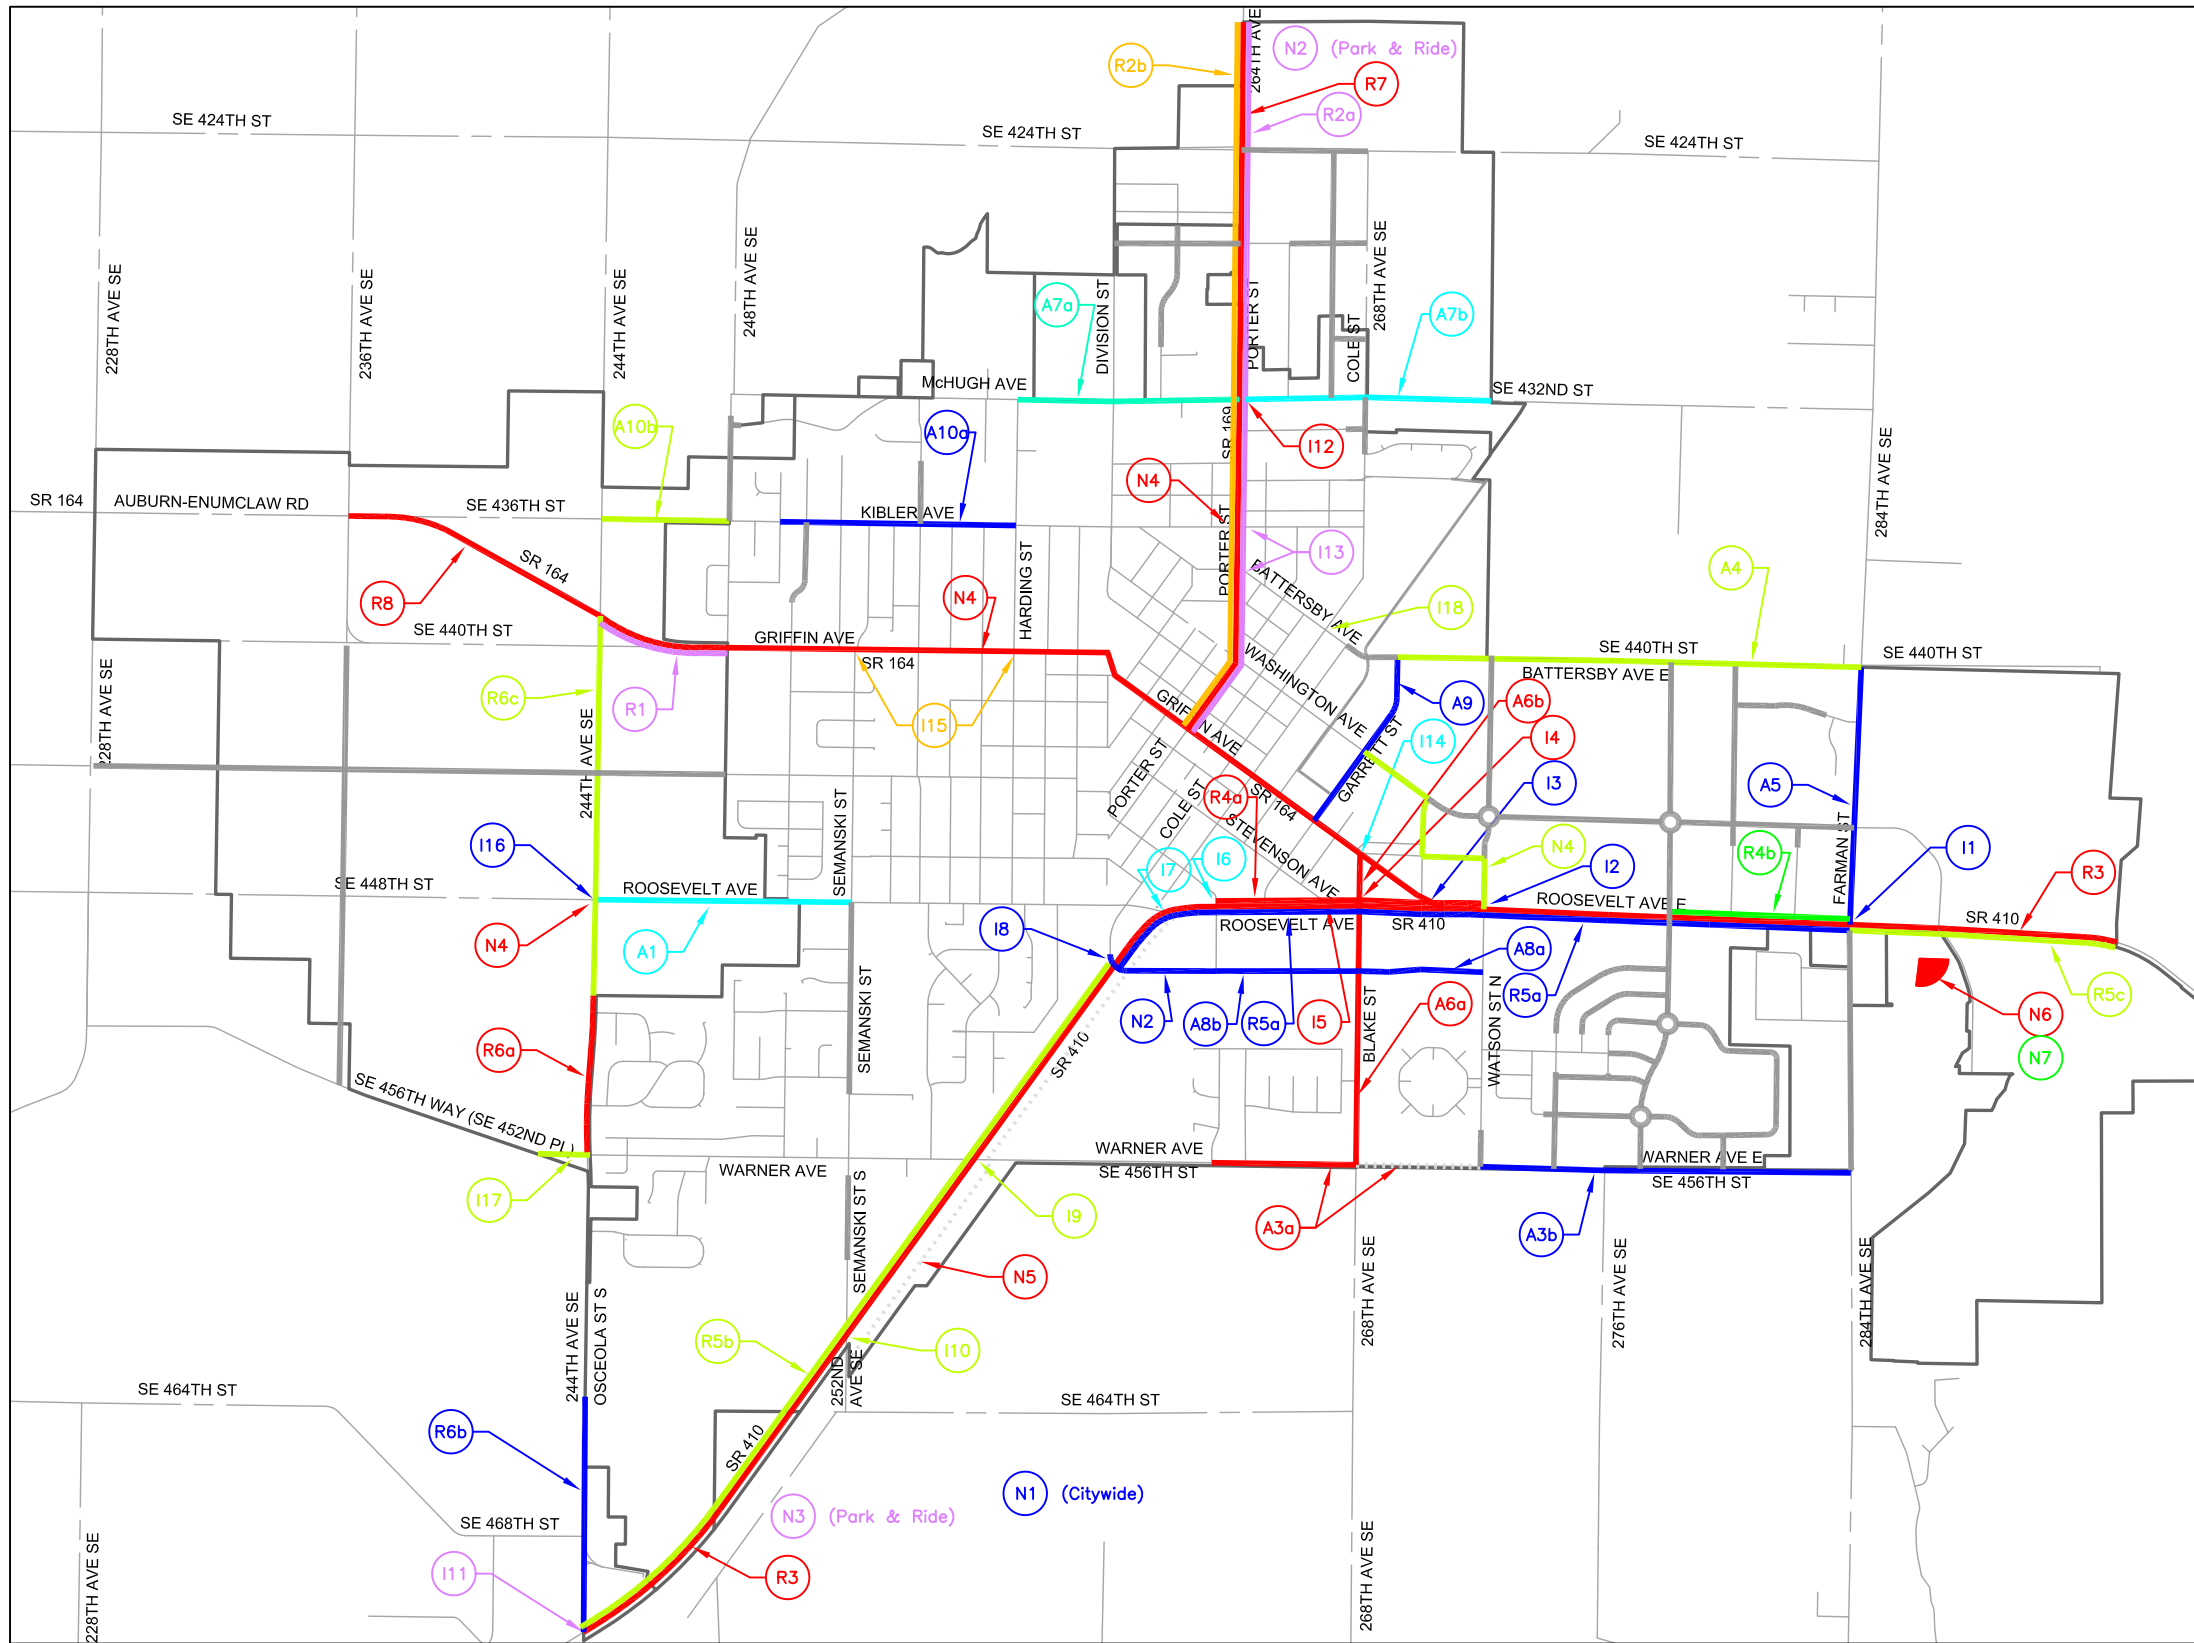 264TH AVE
N2 (Park & Ride)
R2b
R7
R2a
SE 424TH ST
SE 424TH ST
SE 424TH ST
228TH AVE SE
236TH AVE SE
244TH AVE SE
248TH AVE SE
DIVISION ST
PORTER ST
COLE ST
268TH AVE SE
A7a
A7b
McHUGH AVE
SE 432ND ST
A10b
A10a
SR 169
I12
284TH AVE SE
N4
SR 164
AUBURN-ENUMCLAW RD
SE 436TH ST
KIBLER AVE
PORTER ST
HARDING ST
I13
SR 164
R8
N4
BATTERSBY AVE
I18
A4
SE 440TH ST
GRIFFIN AVE
SR 164
WASHINGTON AVE
SE 440TH ST
SE 440TH ST
BATTERSBY AVE E
228TH AVE SE
R6c
R1
I15
GRIFFIN AVE
A9
A6b
I14
I4
244TH AVE SE
PORTER ST
COLE ST
R4a
SR 164
GARRETT ST
I3
A5
I16
SEMANSKI ST
STEVENSON AVE
I7
I6
N4
I2
R4b
FARMAN ST
I1
R3
SE 448TH ST
ROOSEVELT AVE
ROOSEVELT AVE E
N4
A1
I8
ROOSEVELT AVE
SR 410
SR 410
A8a
R5a
N2
A8b
R5a
I5
A6a
R5c
N6
N7
SEMANSKI ST
SR 410
BLAKE ST
WATSON ST N
R6a
SE 456TH WAY (SE 452ND PL)
WARNER AVE
WARNER AVE
SE 456TH ST
WARNER AVE E
SE 456TH ST
I17
I9
A3a
A3b
SEMANSKI ST S
N5
244TH AVE SE
OSCEOLA ST S
268TH AVE SE
276TH AVE SE
284TH AVE SE
R5b
I10
252ND
AVE SE
SE 464TH ST
SE 464TH ST
R6b
SR 410
N1 (Citywide)
N3 (Park & Ride)
SE 468TH ST
228TH AVE SE
I11
R3
268TH AVE SE